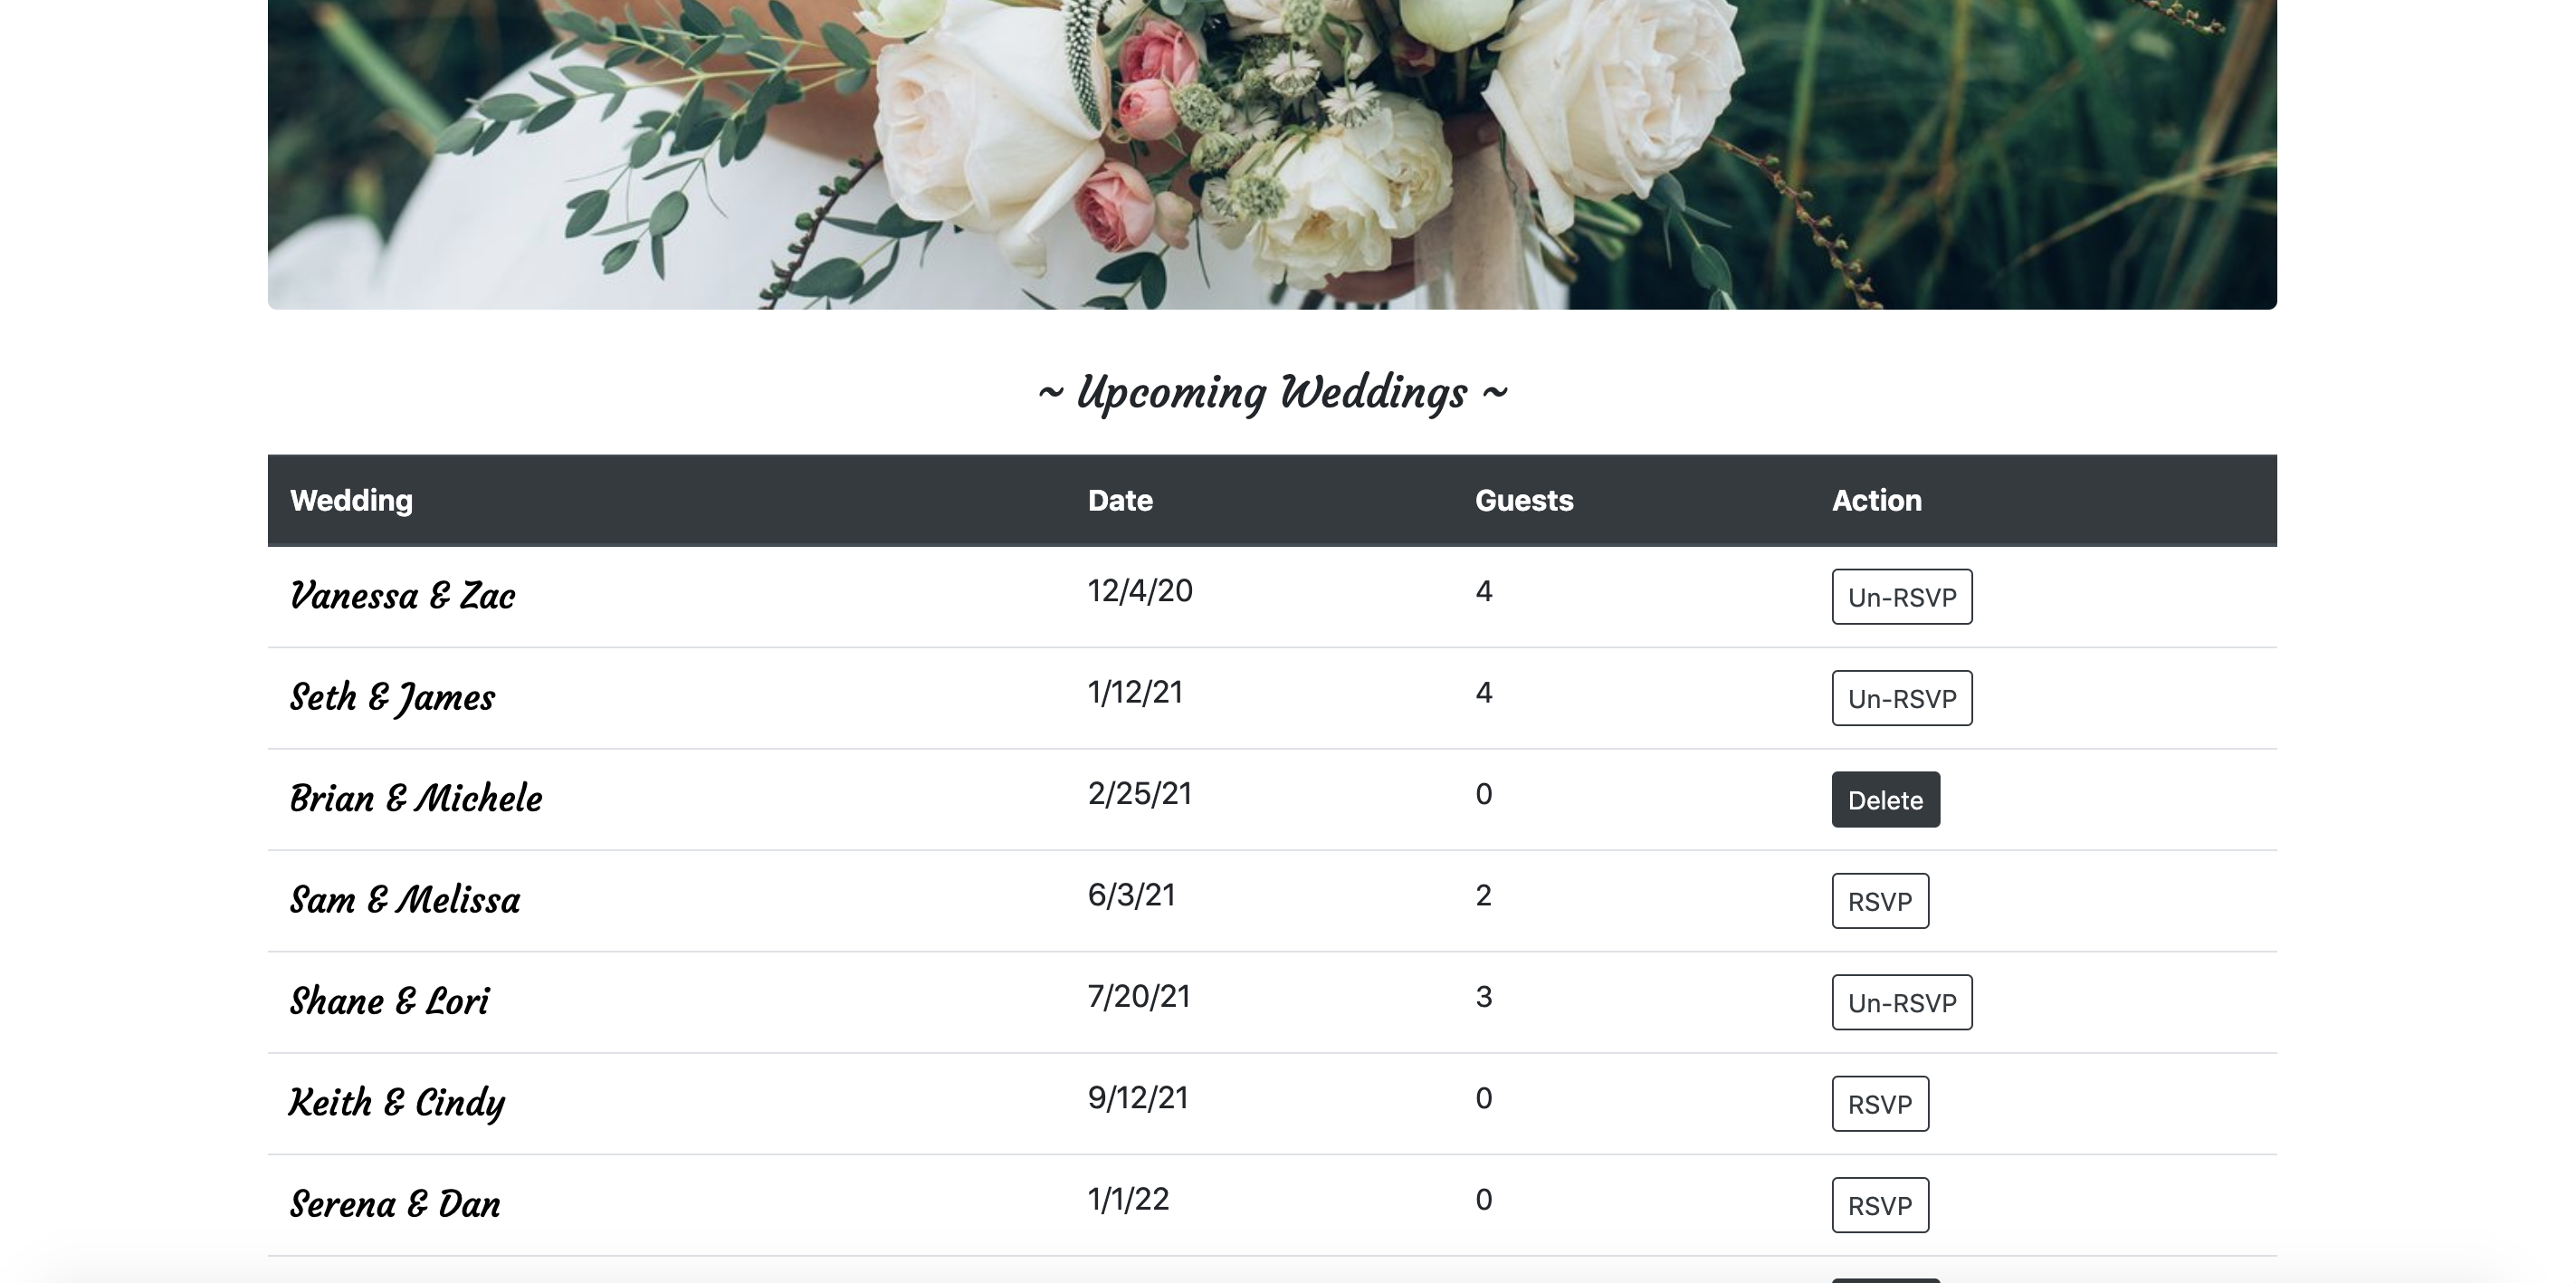 ~ Upcoming Weddings ~
Wedding Date Guests Action
Vanessa & Zac 12/4/20 4 Un-RSVP
Seth & James 1/12/21 4 Un-RSVP
Brian & Michele 2/25/21 0 Delete
Sam & Melissa 6/3/21 2 RSVP
Shane & Lori 7/20/21 3 Un-RSVP
Keith & Cindy 9/12/21 0 RSVP
Serena & Dan 1/1/22 0 RSVP